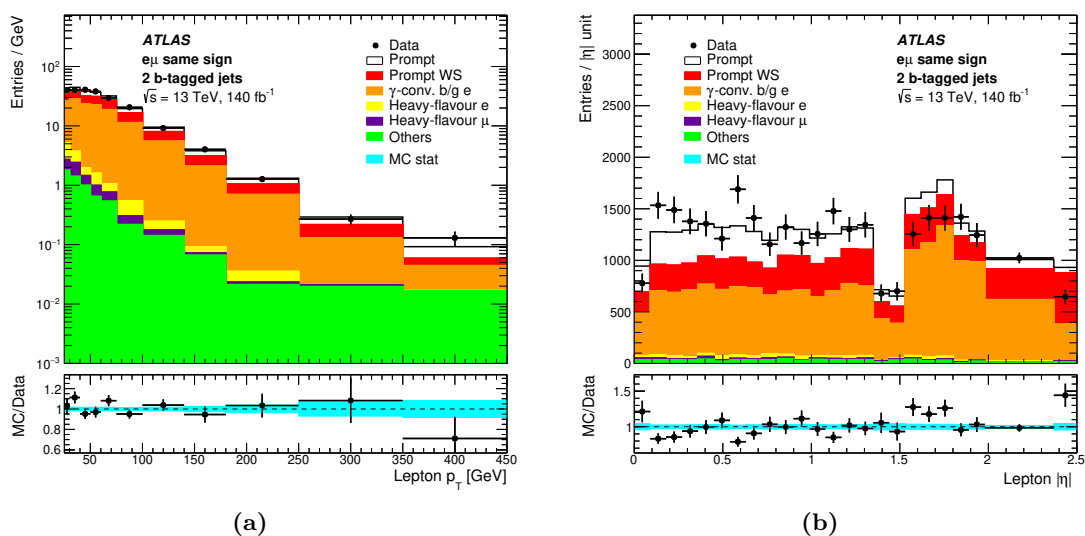 Entries / GeV
10²
10
1
10⁻¹
10⁻²
10⁻³
ATLAS
eμ same sign
2 b-tagged jets
√s = 13 TeV, 140 fb⁻¹
Data
Prompt
Prompt WS
γ-conv. b/g e
Heavy-flavour e
Heavy-flavour μ
Others
MC stat
MC/Data
1.2
1
0.8
0.6
50 100 150 200 250 300 350 400 450
Lepton p_T [GeV]
(a)
Entries / |η| unit
3500
3000
2500
2000
1500
1000
500
0
ATLAS
eμ same sign
2 b-tagged jets
√s = 13 TeV, 140 fb⁻¹
Data
Prompt
Prompt WS
γ-conv. b/g e
Heavy-flavour e
Heavy-flavour μ
Others
MC stat
MC/Data
1.5
1
0.5
0 0.5 1 1.5 2 2.5
Lepton |η|
(b)